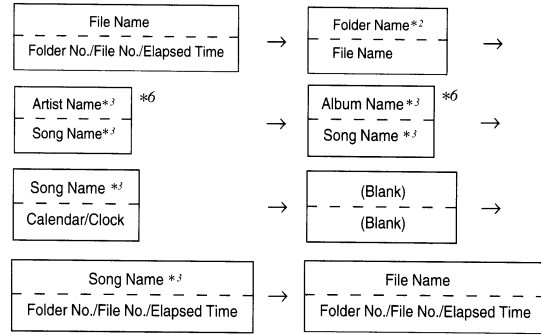 File Name
Folder No./File No./Elapsed Time
→
Folder Name*2
File Name
→
Artist Name*3
Song Name*3
*6
→
Album Name*3
Song Name *3
*6
→
Song Name *3
Calendar/Clock
→
(Blank)
(Blank)
→
Song Name *3
Folder No./File No./Elapsed Time
→
File Name
Folder No./File No./Elapsed Time